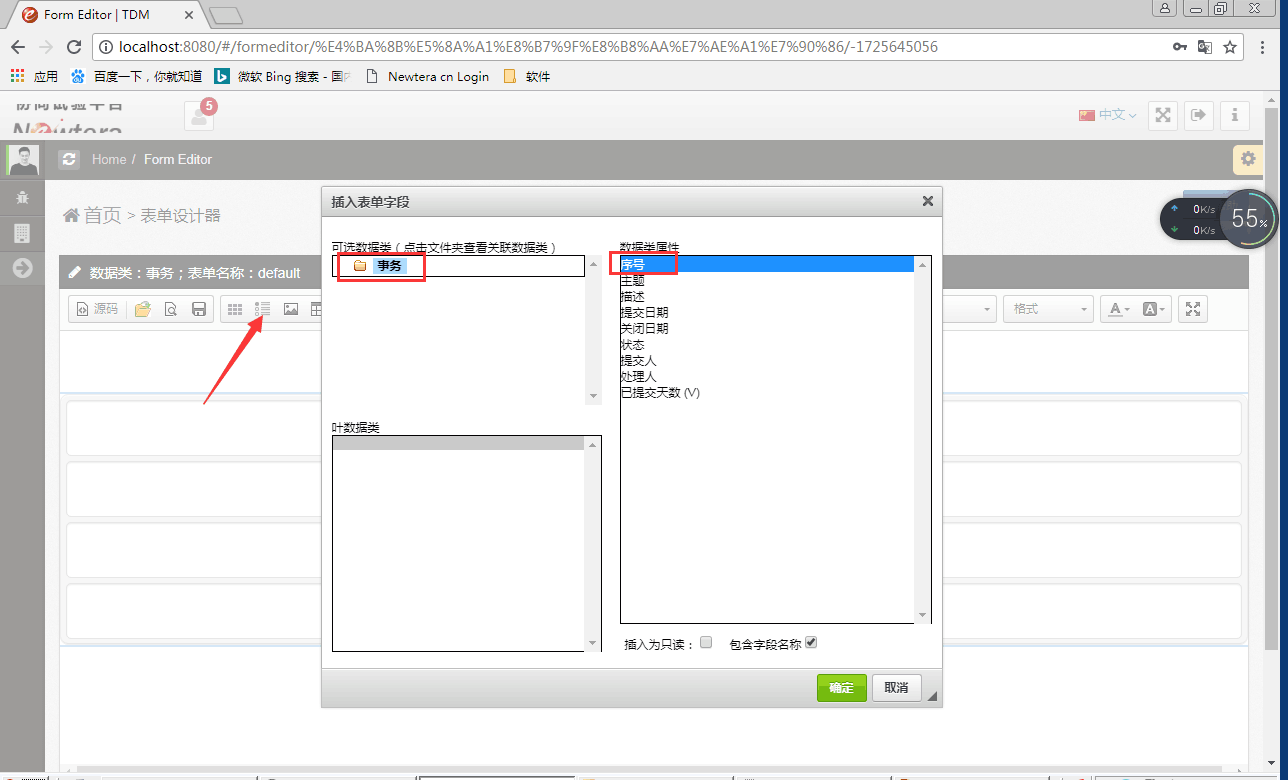 Form Editor | TDM
localhost:8080/#/formeditor/%E4%BA%8B%E5%8A%A1%E8%B7%9F%E8%B8%AA%E7%AE%A1%E7%90%86/-1725645056
应用 百度一下，你就知道 微软 Bing 搜索 - 国 Newtera cn Login 软件
协同试验平台
Newtera
5
中文
Home / Form Editor
首页 > 表单设计器
0K/s
0K/s
55%
数据类：事务；表单名称：default
源码
格式
A
A
插入表单字段
可选数据类（点击文件夹查看关联数据类）
事务
叶数据类
数据类属性
序号
主题
描述
提交日期
关闭日期
状态
提交人
处理人
已提交天数 (V)
插入为只读： 包含字段名称
确定 取消